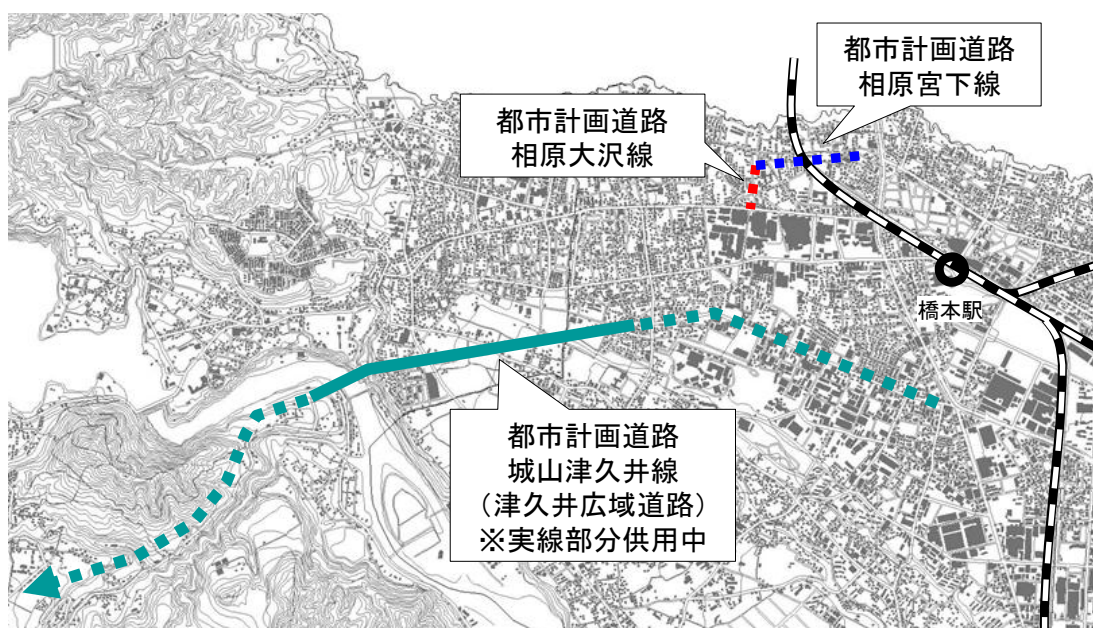 都市計画道路
相原宮下線
都市計画道路
相原大沢線
橋本駅
都市計画道路
城山津久井線
（津久井広域道路）
※実線部分供用中